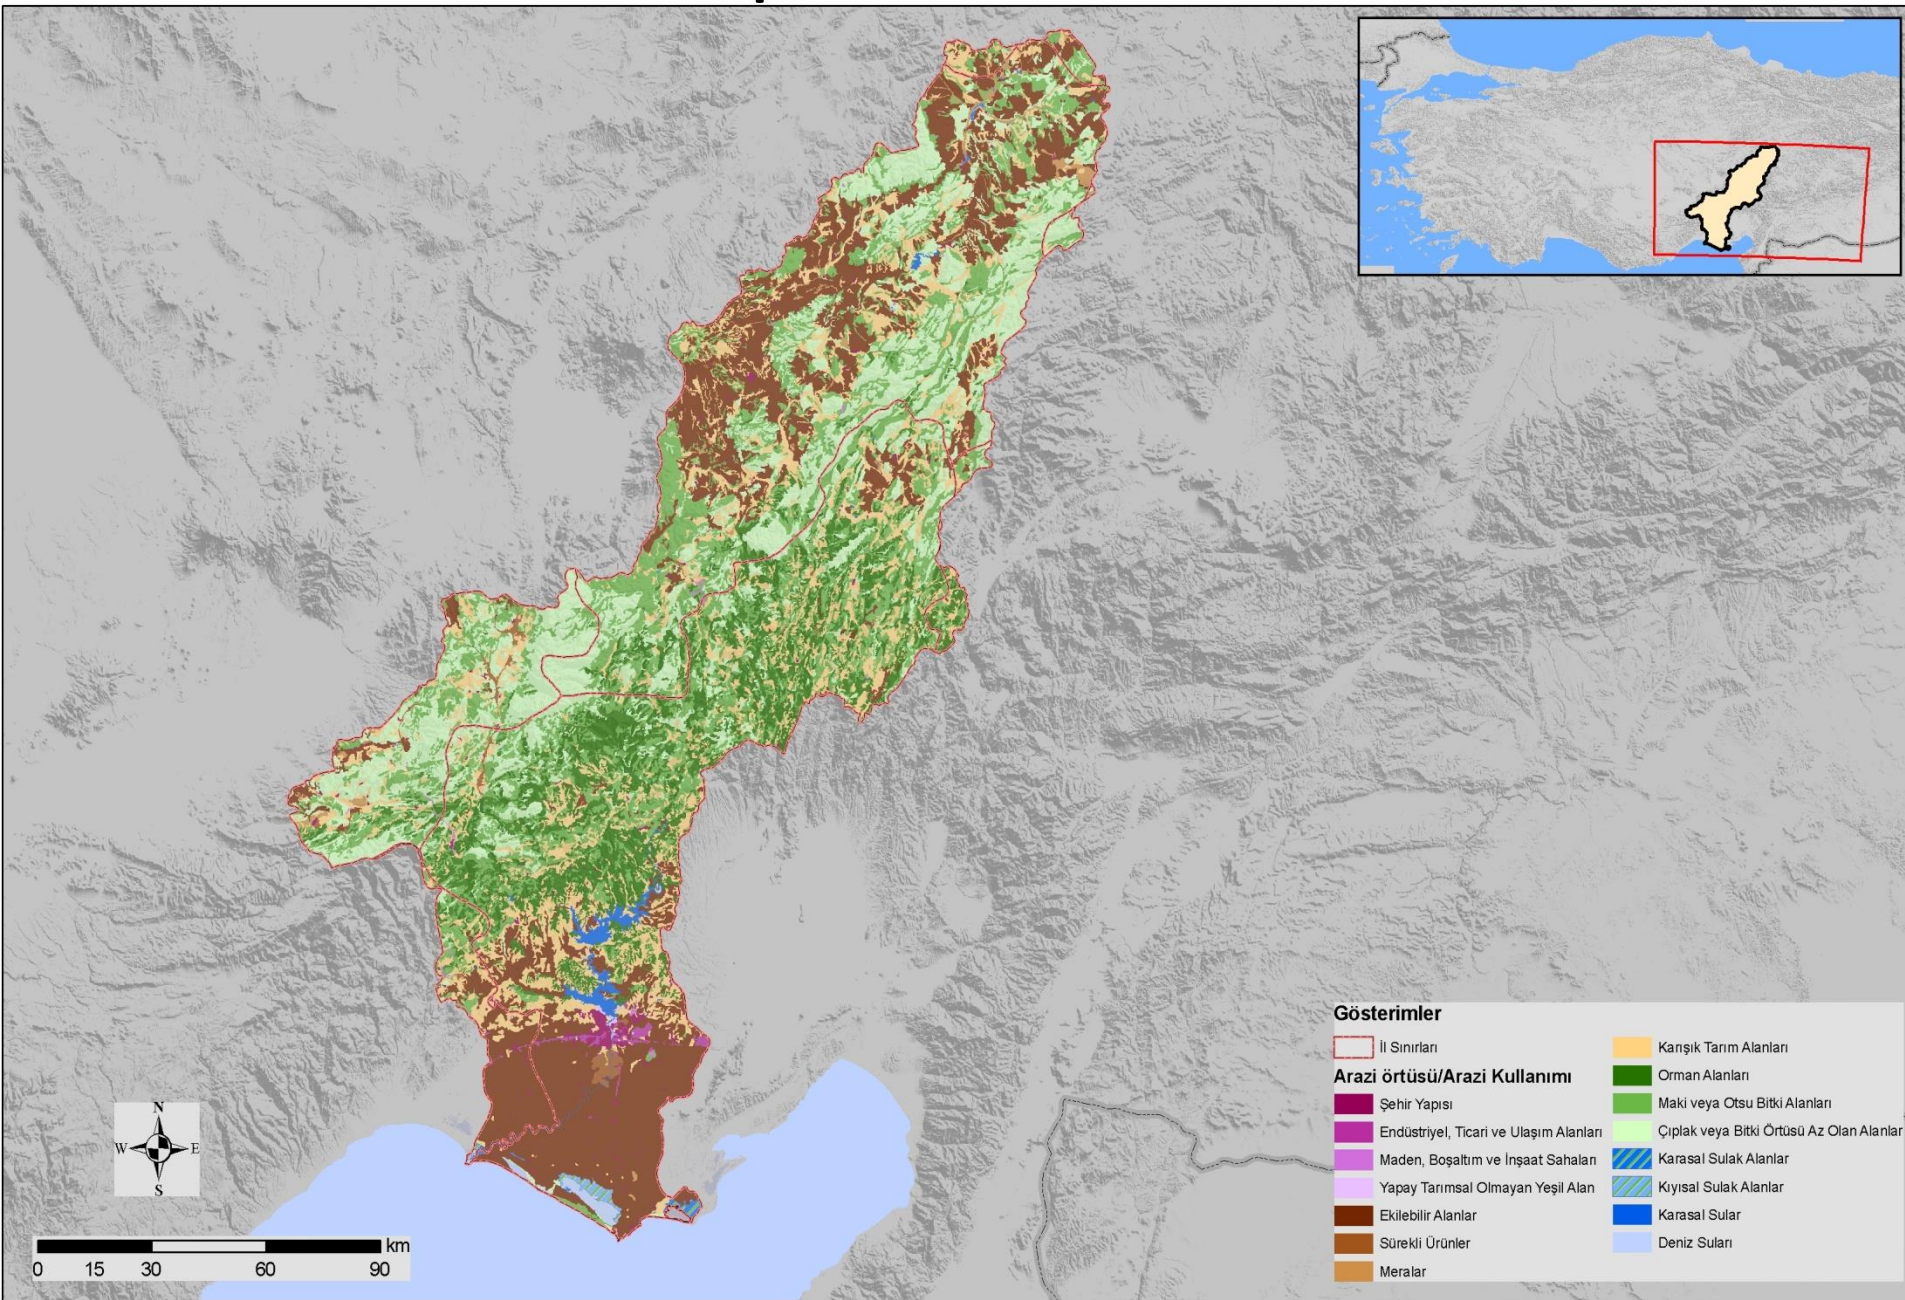 N
W
E
S
km
0 15 30 60 90
Gösterimler
İl Sınırları
Arazi örtüsü/Arazi Kullanımı
Şehir Yapısı
Endüstriyel, Ticari ve Ulaşım Alanları
Maden, Boşaltım ve İnşaat Sahaları
Yapay Tarımsal Olmayan Yeşil Alan
Ekilebilir Alanlar
Sürekli Ürünler
Meralar
Karışık Tarım Alanları
Orman Alanları
Maki veya Otsu Bitki Alanları
Çıplak veya Bitki Örtüsü Az Olan Alanlar
Karasal Sulak Alanlar
Kıyısal Sulak Alanlar
Karasal Sular
Deniz Suları